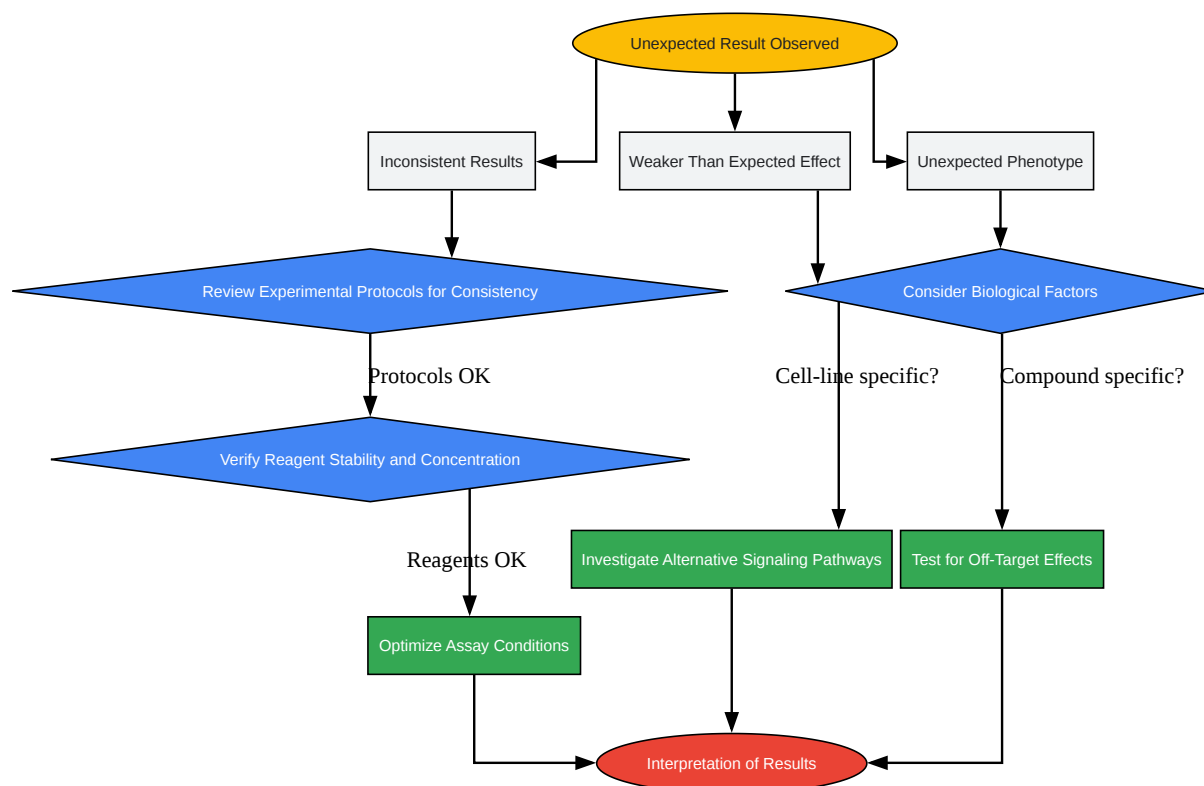 Unexpected Result Observed
Inconsistent Results
Weaker Than Expected Effect
Unexpected Phenotype
Review Experimental Protocols for Consistency
Consider Biological Factors
Protocols OK
Cell-line specific?
Compound specific?
Verify Reagent Stability and Concentration
Reagents OK
Investigate Alternative Signaling Pathways
Test for Off-Target Effects
Optimize Assay Conditions
Interpretation of Results